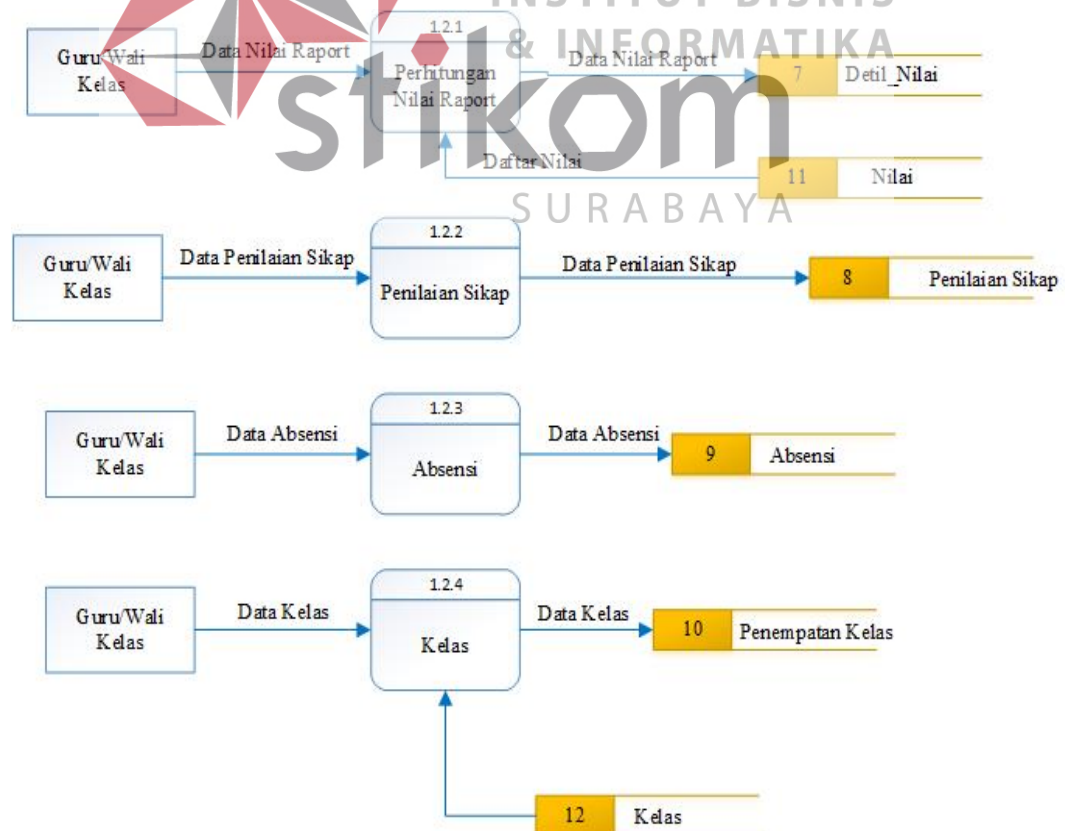 INSTITUT BISNIS
& INFORMATIKA
stikom
SURABAYA
Guru/Wali
Kelas
Data Nilai Raport
1.2.1
Perhitungan
Nilai Raport
Data Nilai Raport
7
Detil_Nilai
Daftar Nilai
11
Nilai
Guru/Wali
Kelas
Data Penilaian Sikap
1.2.2
Penilaian Sikap
Data Penilaian Sikap
8
Penilaian Sikap
Guru/Wali
Kelas
Data Absensi
1.2.3
Absensi
Data Absensi
9
Absensi
Guru/Wali
Kelas
Data Kelas
1.2.4
Kelas
Data Kelas
10
Penempatan Kelas
12
Kelas